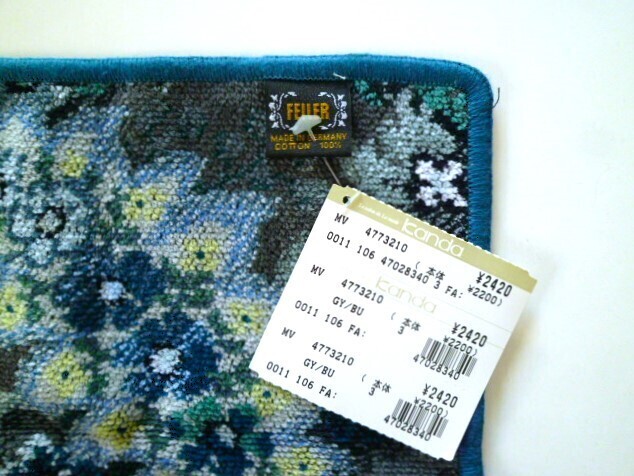 FEILER
MADE IN GERMANY
COTTON 100%
kanda
MV 4773210 ¥2420
(本体 ¥2200)
0011 106 47028340 3 FA:
kanda
MV 4773210 ¥2420
GY/BU (本体 ¥2200)
0011 106 FA: 3
47028340
MV 4773210 ¥2420
GY/BU (本体 ¥2200)
0011 106 FA: 3
47028340